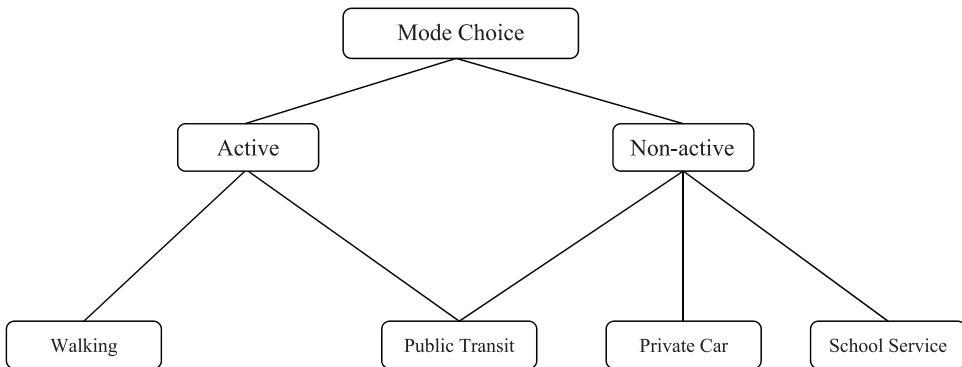 Mode Choice
Active
Non-active
Walking
Public Transit
Private Car
School Service